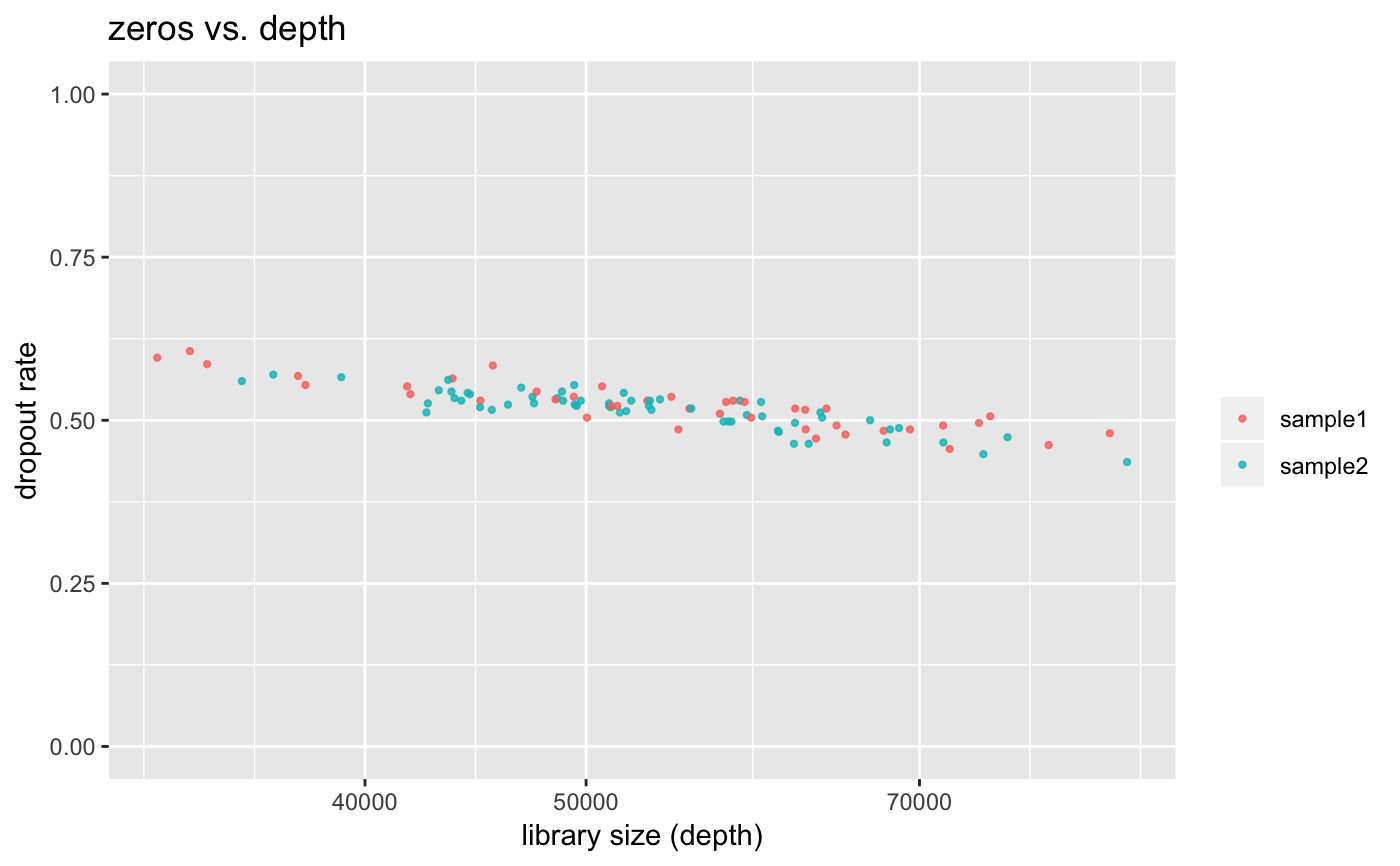 zeros vs. depth
1.00
0.75
0.50
0.25
0.00
dropout rate
40000
50000
70000
library size (depth)
sample1
sample2